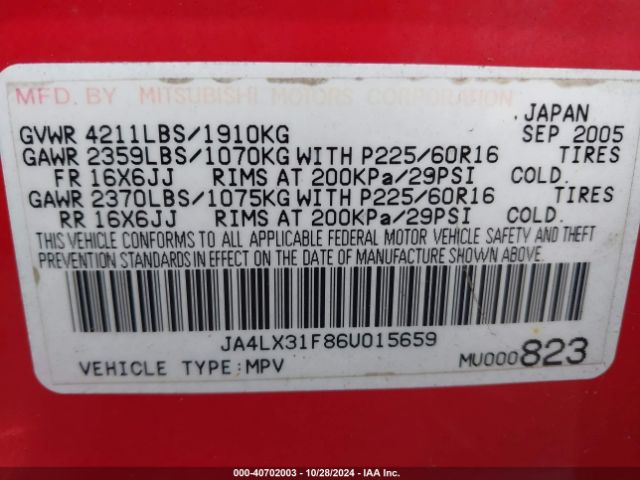 MFD. BY MITSUBISHI MOTORS CORPORATION
, JAPAN
GVWR 4211LBS/1910KG SEP 2005
GAWR 2359LBS/1070KG WITH P225/60R16 TIRES
FR 16X6JJ RIMS AT 200KPa/29PSI COLD.
GAWR 2370LBS/1075KG WITH P225/60R16 TIRES
RR 16X6JJ RIMS AT 200KPa/29PSI COLD.
THIS VEHICLE CONFORMS TO ALL APPLICABLE FEDERAL MOTOR VEHICLE SAFETY AND THEFT
PREVENTION STANDARDS IN EFFECT ON THE DATE OF MANUFACTURE SHOWN ABOVE.
JA4LX31F86U015659
VEHICLE TYPE:MPV MU000823
000-40702003 - 10/28/2024 - IAAI.COM